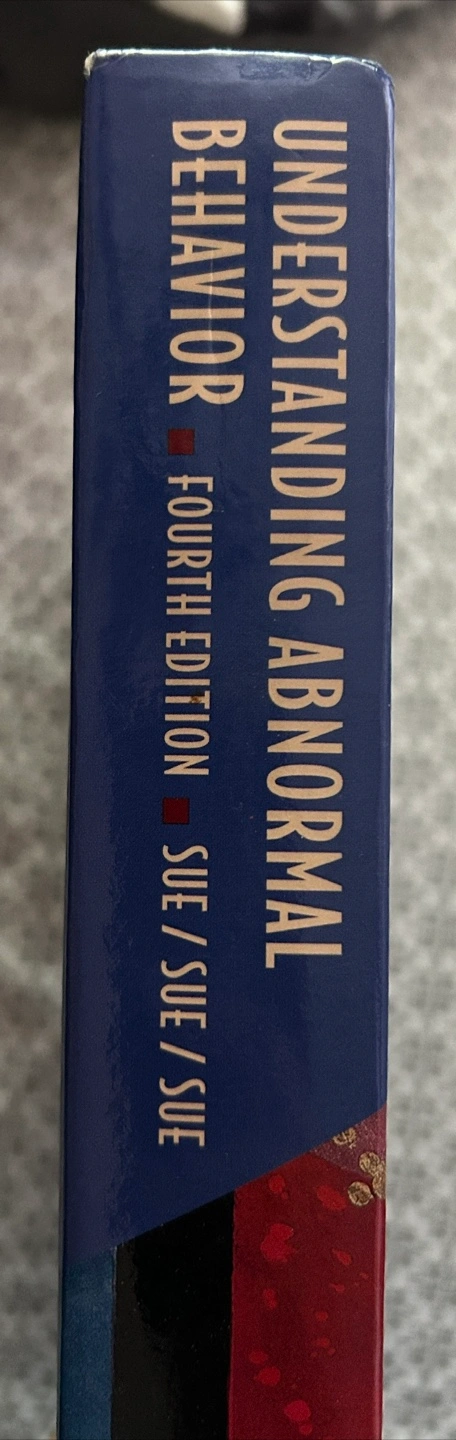 UNDERSTANDING ABNORMAL
BEHAVIOR ■ FOURTH EDITION ■ SUE / SUE / SUE